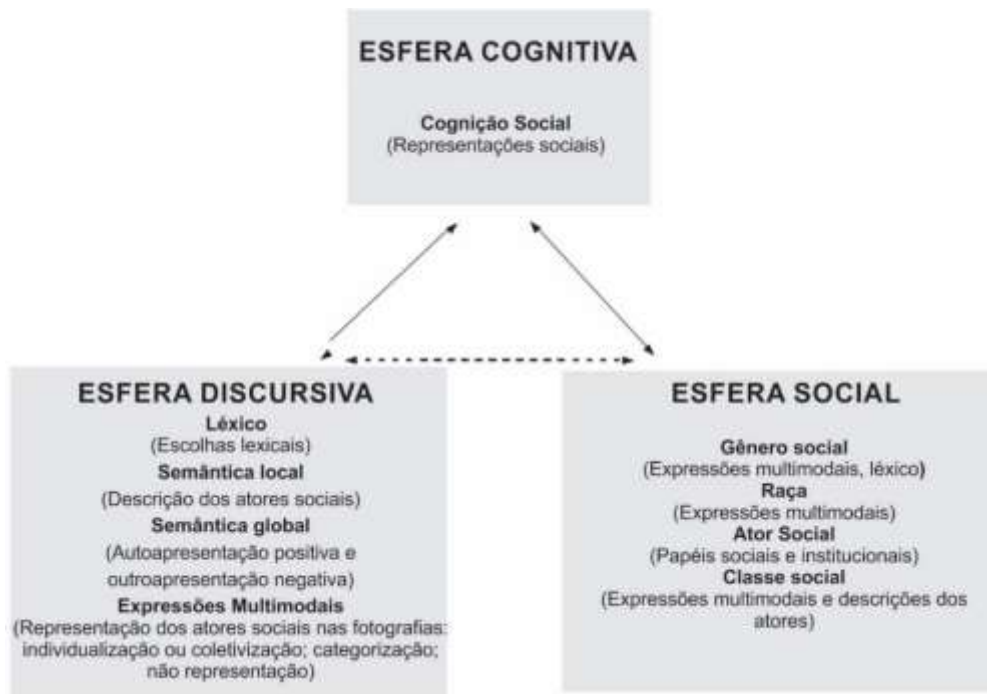 ESFERA COGNITIVA
Cognição Social
(Representações sociais)
ESFERA DISCURSIVA
Léxico
(Escolhas lexicais)
Semântica local
(Descrição dos atores sociais)
Semântica global
(Autoapresentação positiva e
outroapresentação negativa)
Expressões Multimodais
(Representação dos atores sociais nas fotografias:
individualização ou coletivização; categorização;
não representação)
ESFERA SOCIAL
Gênero social
(Expressões multimodais, léxico)
Raça
(Expressões multimodais)
Ator Social
(Papéis sociais e institucionais)
Classe social
(Expressões multimodais e descrições dos
atores)